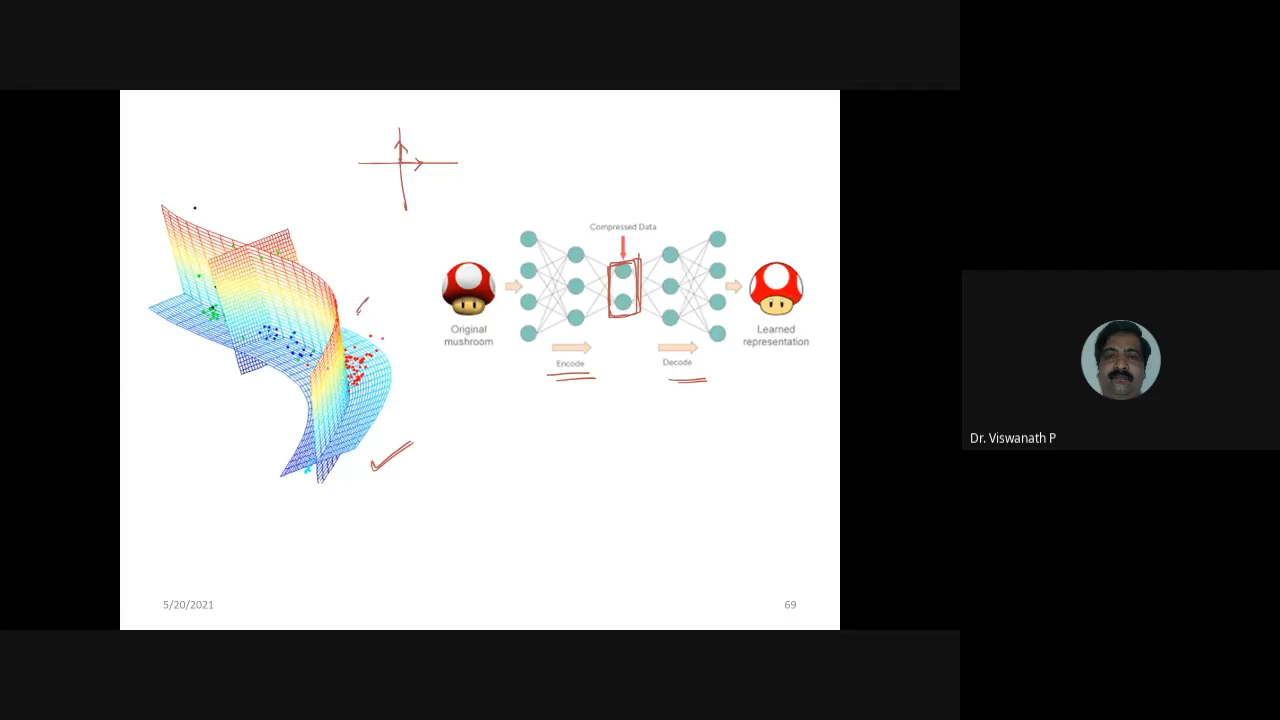 Compressed Data
Original
mushroom
Learned
representation
Encode
Decode
Dr. Viswanath P
5/20/2021
69